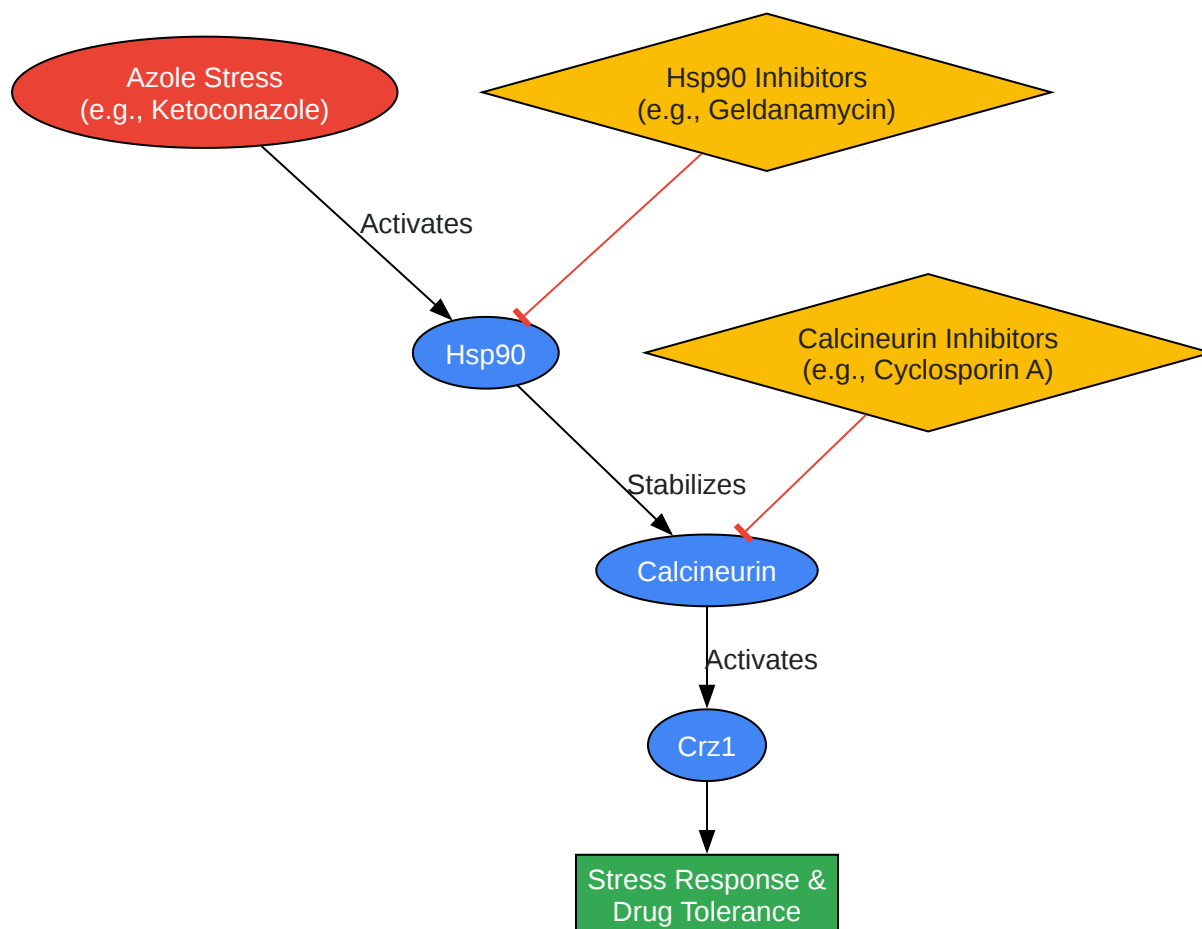 Azole Stress
(e.g., Ketoconazole)
Hsp90 Inhibitors
(e.g., Geldanamycin)
Activates
Hsp90
Calcineurin Inhibitors
(e.g., Cyclosporin A)
Stabilizes
Calcineurin
Activates
Crz1
Stress Response &
Drug Tolerance